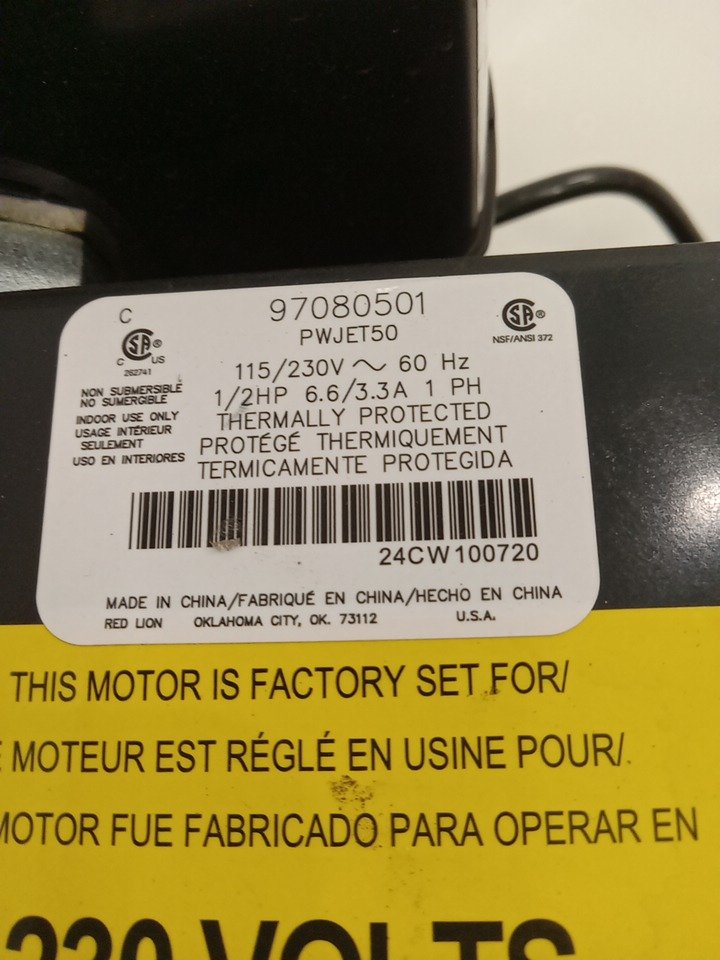 C
97080501
PWJET50
CSA®
C US
262741
CSA®
NSF/ANSI 372
115/230V ~ 60 Hz
1/2HP 6.6/3.3A 1 PH
THERMALLY PROTECTED
PROTÉGÉ THERMIQUEMENT
TERMICAMENTE PROTEGIDA
NON SUBMERSIBLE
NO SUMERGIBLE
INDOOR USE ONLY
USAGE INTÉRIEUR
SEULEMENT
USO EN INTERIORES
24CW100720
MADE IN CHINA/FABRIQUÉ EN CHINA/HECHO EN CHINA
RED LION OKLAHOMA CITY, OK. 73112 U.S.A.
THIS MOTOR IS FACTORY SET FOR/
MOTEUR EST RÉGLÉ EN USINE POUR/
MOTOR FUE FABRICADO PARA OPERAR EN
VOLTS